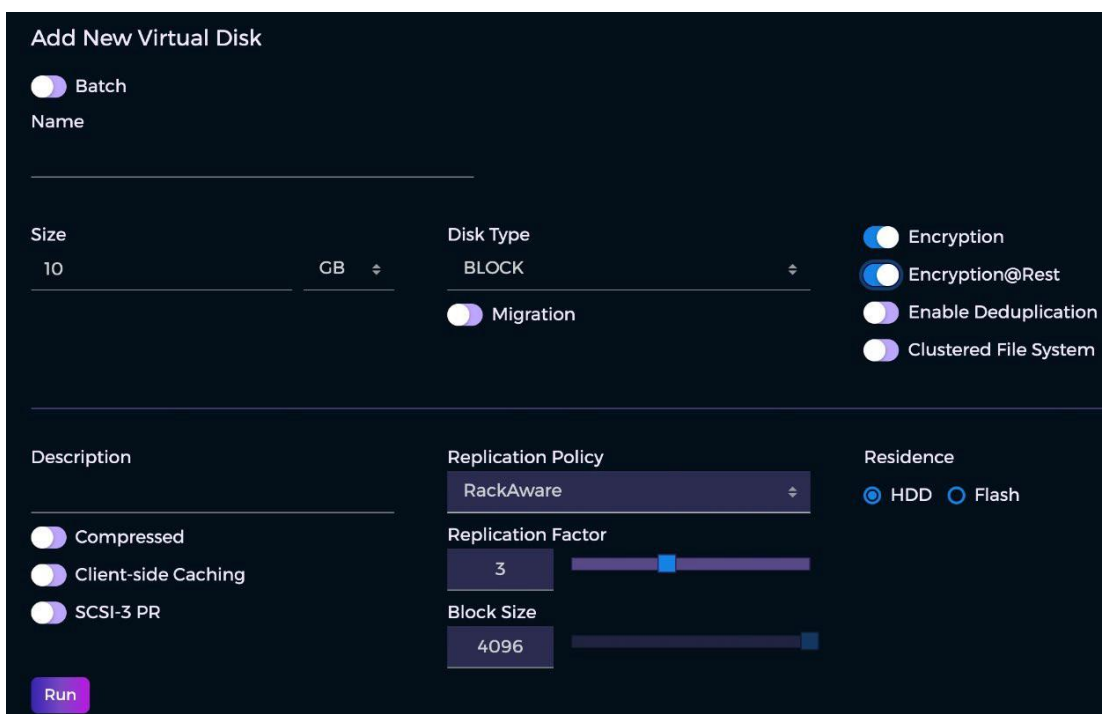 Add New Virtual Disk
Batch
Name
Size
Disk Type
10
GB
BLOCK
Migration
Encryption
Encryption@Rest
Enable Deduplication
Clustered File System
Description
Replication Policy
Residence
RackAware
HDD
Flash
Compressed
Client-side Caching
SCSI-3 PR
Replication Factor
3
Block Size
4096
Run